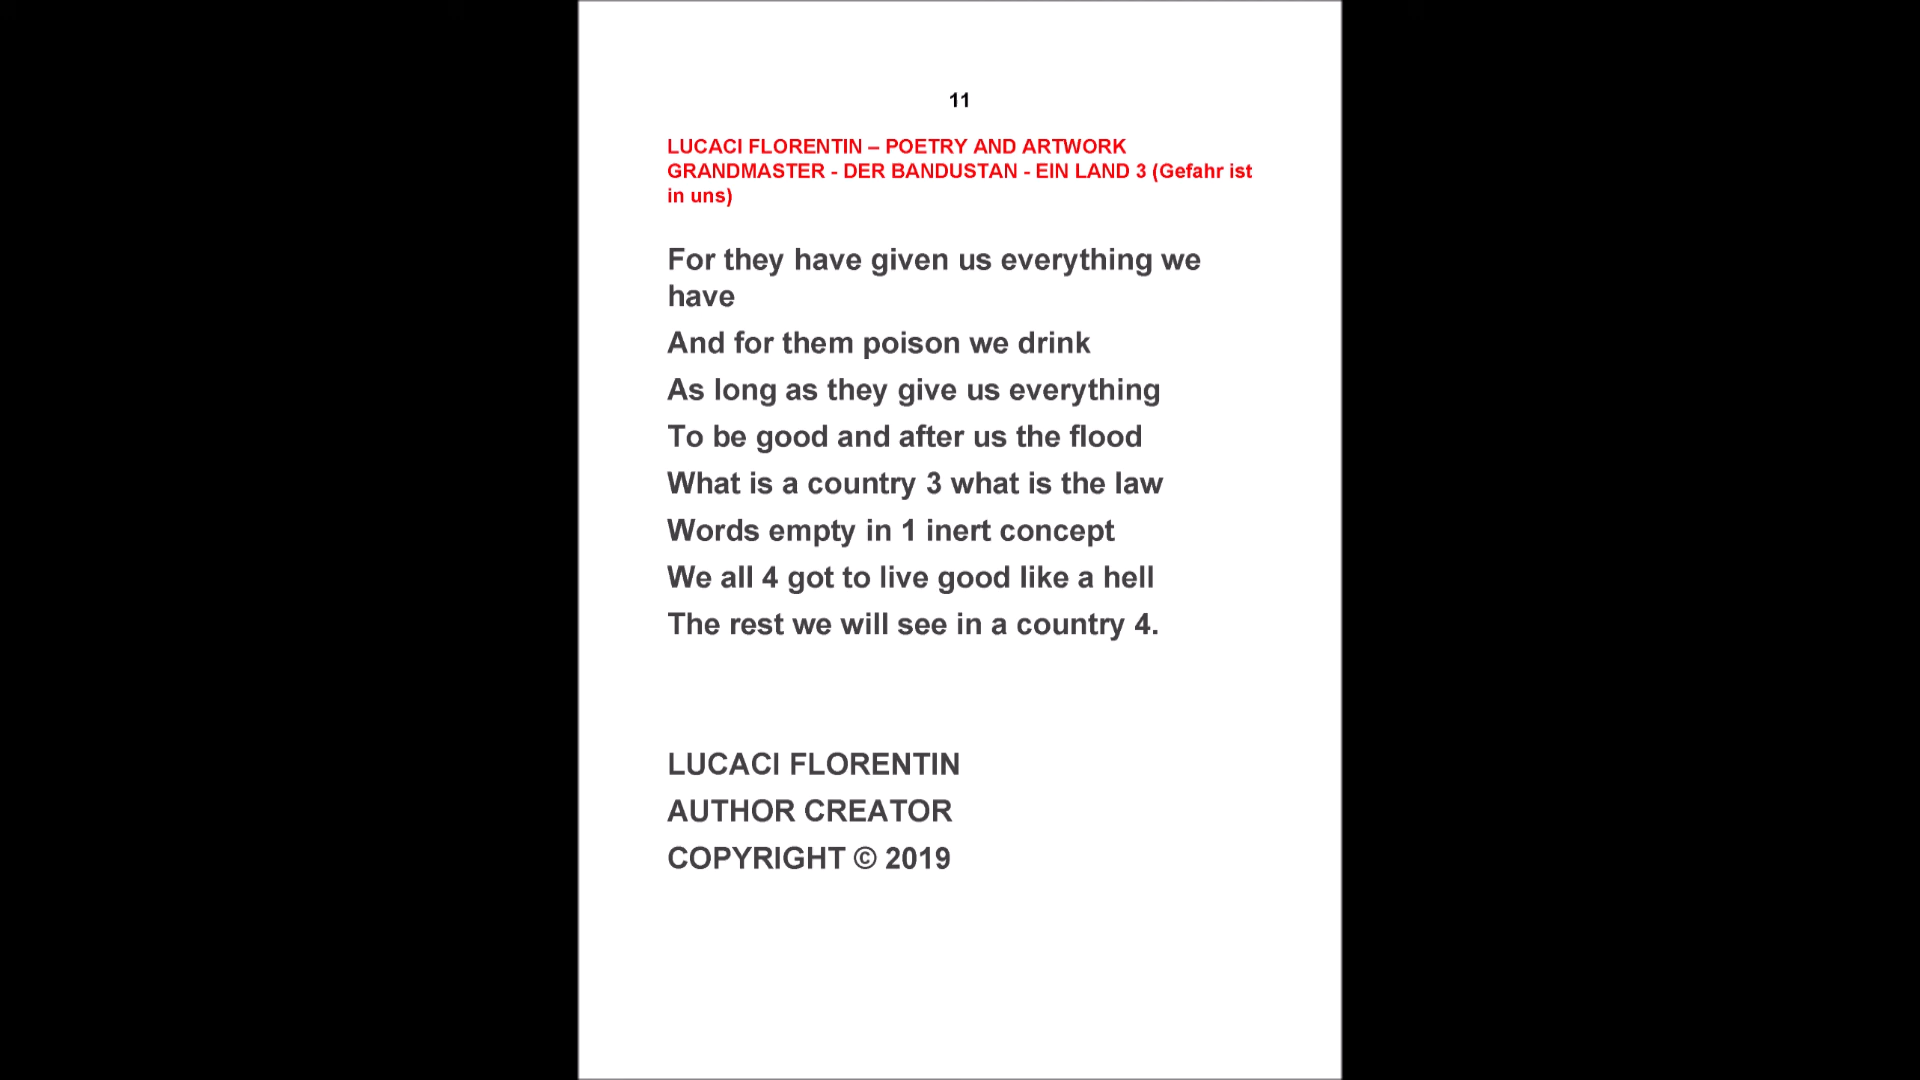 11
LUCACI FLORENTIN – POETRY AND ARTWORK
GRANDMASTER - DER BANDUSTAN - EIN LAND 3 (Gefahr ist
in uns)
For they have given us everything we
have
And for them poison we drink
As long as they give us everything
To be good and after us the flood
What is a country 3 what is the law
Words empty in 1 inert concept
We all 4 got to live good like a hell
The rest we will see in a country 4.
LUCACI FLORENTIN
AUTHOR CREATOR
COPYRIGHT © 2019